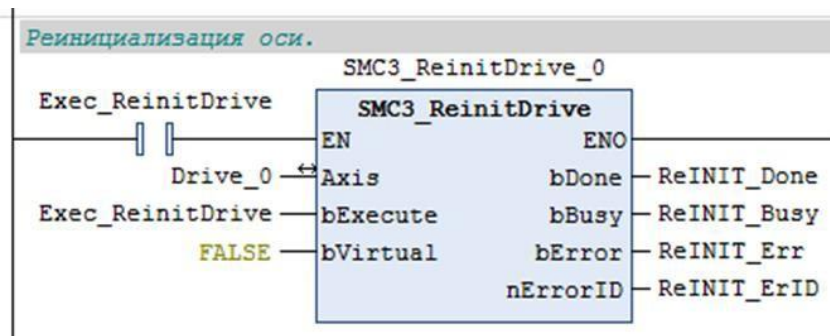 Реинициализация оси.
SMC3_ReinitDrive_0
Exec_ReinitDrive
SMC3_ReinitDrive
EN ENO
Drive_0 Axis bDone ReINIT_Done
Exec_ReinitDrive bExecute bBusy ReINIT_Busy
FALSE bVirtual bError ReINIT_Err
nErrorID ReINIT_ErID